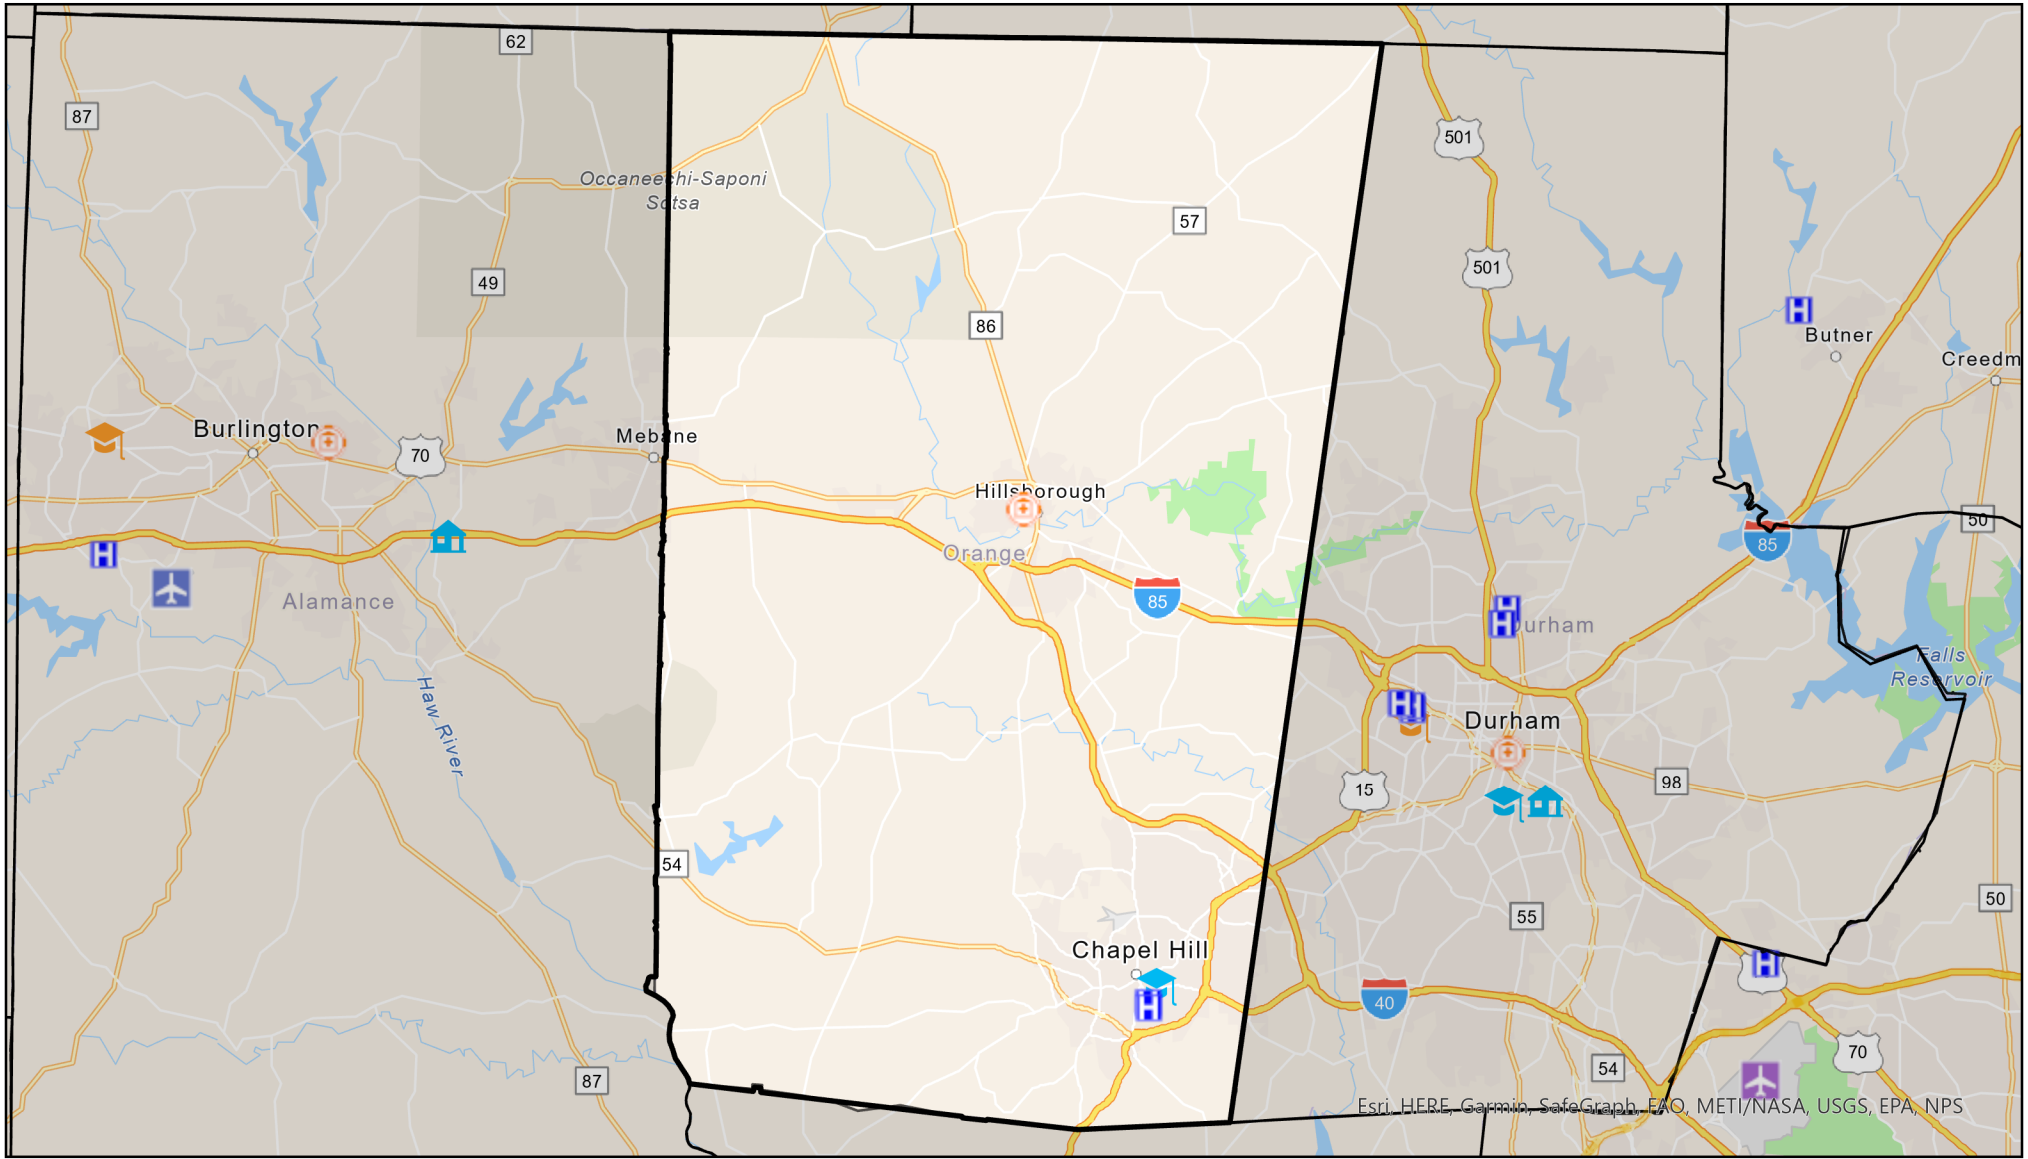 62
87
501
Occaneechi-Saponi
Sotsa
57
501
49
86
Butner
Creedm
Burlington
Mebane
70
Hillsborough
50
85
Orange
85
Alamance
Durham
Falls
Reservoir
Haw River
Durham
98
15
54
50
55
Chapel Hill
40
70
54
87
Esri, HERE, Garmin, SafeGraph, FAO, METI/NASA, USGS, EPA, NPS